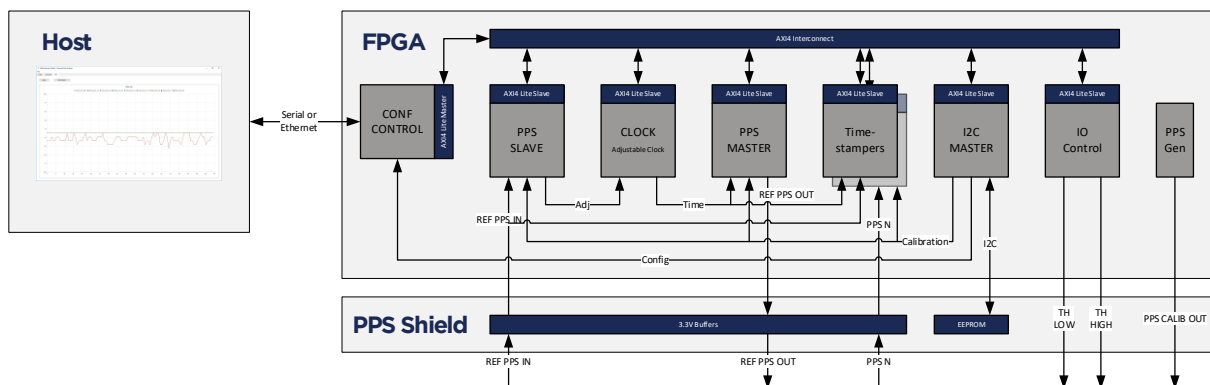 Host
FPGA
AXI4 Interconnect
Serial or
Ethernet
CONF
CONTROL
AXI4 Lite Master
AXI4 Lite Slave
PPS
SLAVE
AXI4 Lite Slave
CLOCK
Adjustable Clock
AXI4 Lite Slave
PPS
MASTER
AXI4 Lite Slave
Time-
stampers
AXI4 Lite Slave
I2C
MASTER
AXI4 Lite Slave
IO
Control
PPS
Gen
Adj
Time
REF PPS OUT
REF PPS IN
PPS N
Calibration
I2C
Config
PPS Shield
3.3V Buffers
EEPROM
TH
LOW
TH
HIGH
PPS CALIB OUT
REF PPS IN
REF PPS OUT
PPS N